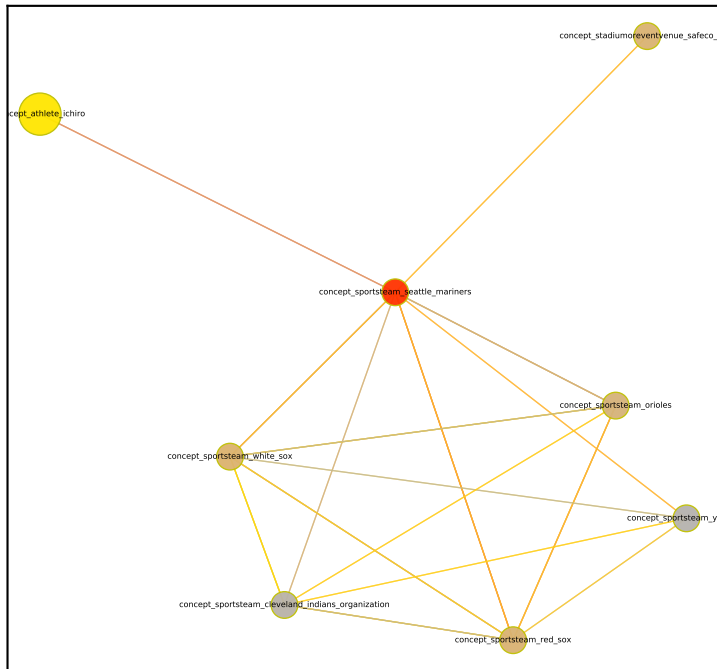 concept_stadiumoreventvenue_safeco_
cept_athlete_ichiro
concept_sportsteam_seattle_mariners
concept_sportsteam_orioles
concept_sportsteam_white_sox
concept_sportsteam_y
concept_sportsteam_cleveland_indians_organization
concept_sportsteam_red_sox